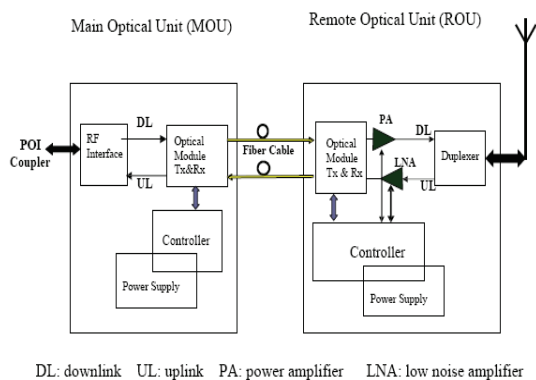 Main Optical Unit (MOU)
Remote Optical Unit (ROU)
POI
Coupler
RF
Interface
DL
UL
Optical
Module
Tx&Rx
Controller
Power Supply
Fiber Cable
Optical
Module
Tx & Rx
PA
DL
LNA
UL
Duplexer
Controller
Power Supply
DL: downlink UL: uplink PA: power amplifier LNA: low noise amplifier